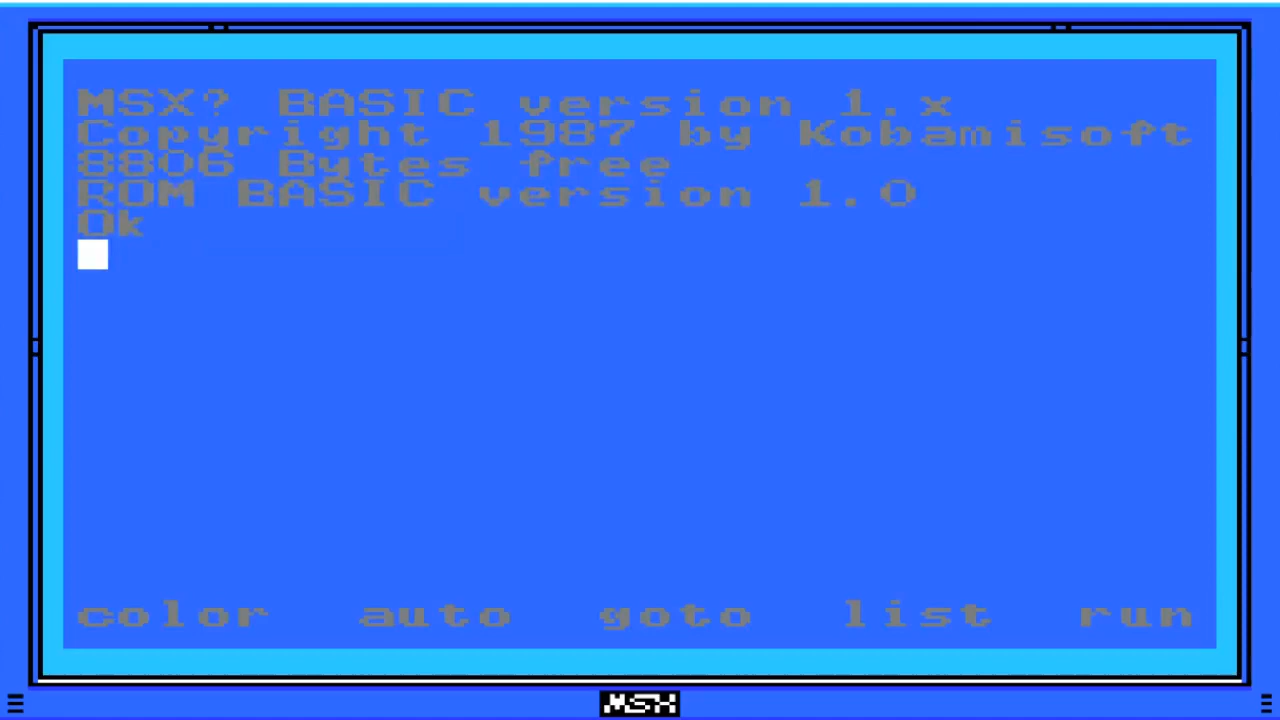 MSX? BASIC version 1.x
Copyright 1987 by Kobamisoft
8806 Bytes free
ROM BASIC version 1.0
Ok
color auto goto list run
MSX